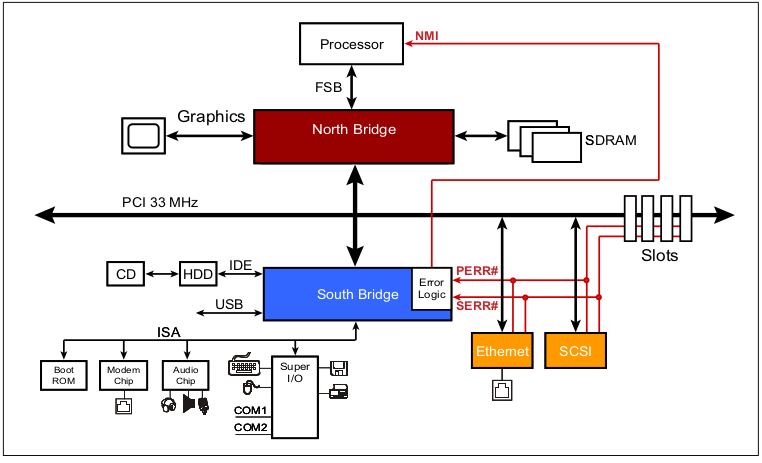 NMI
Processor
FSB
Graphics
North Bridge
SDRAM
PCI 33 MHz
Slots
CD
HDD
IDE
USB
South Bridge
Error
Logic
PERR#
SERR#
ISA
Ethernet
SCSI
Boot
ROM
Modem
Chip
Audio
Chip
Super
I/O
COM1
COM2